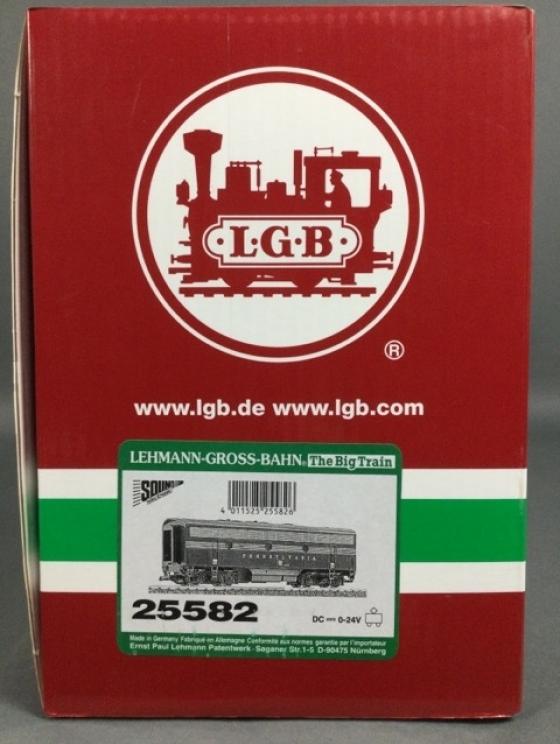 L·G·B
®
www.lgb.de www.lgb.com
LEHMANN-GROSS-BAHN® The Big Train
SOUND
4 011525 255826
PENNSYLVANIA
25582
DC 0-24V
Made in Germany Fabriqué en Allemagne Conformité aux normes garantie par l'importateur
Ernst Paul Lehmann Patentwerk · Saganer Str. 1-5 D-90475 Nürnberg